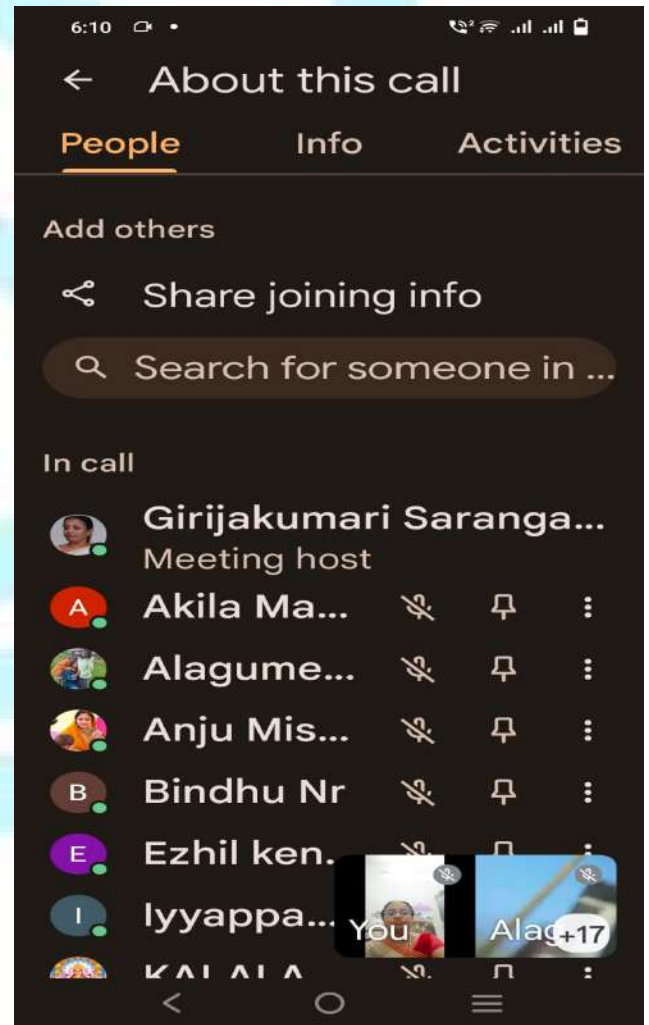 6:10
About this call
People Info Activities
Add others
Share joining info
Search for someone in ...
In call
Girijakumari Saranga...
Meeting host
A Akila Ma...
Alagume...
Anju Mis...
B Bindhu Nr
E Ezhil ken.
I Iyyappa...
You Alag +17
KALALA